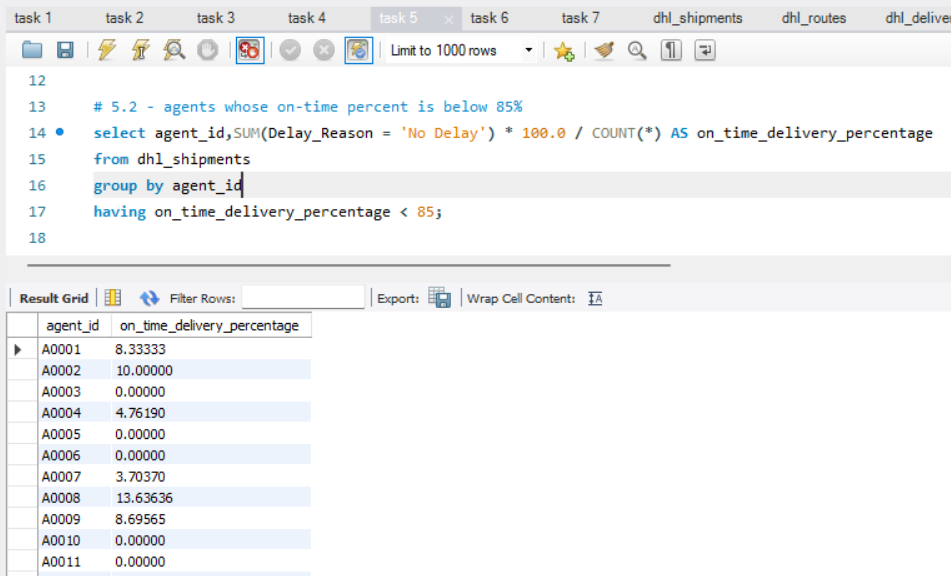 task 1 task 2 task 3 task 4 task 5 task 6 task 7 dhl_shipments dhl_routes dhl_delive
Limit to 1000 rows
12
13 # 5.2 - agents whose on-time percent is below 85%
14 select agent_id,SUM(Delay_Reason = 'No Delay') * 100.0 / COUNT(*) AS on_time_delivery_percentage
15 from dhl_shipments
16 group by agent_id
17 having on_time_delivery_percentage < 85;
18
Result Grid Filter Rows: Export: Wrap Cell Content:
agent_id on_time_delivery_percentage
A0001 8.33333
A0002 10.00000
A0003 0.00000
A0004 4.76190
A0005 0.00000
A0006 0.00000
A0007 3.70370
A0008 13.63636
A0009 8.69565
A0010 0.00000
A0011 0.00000